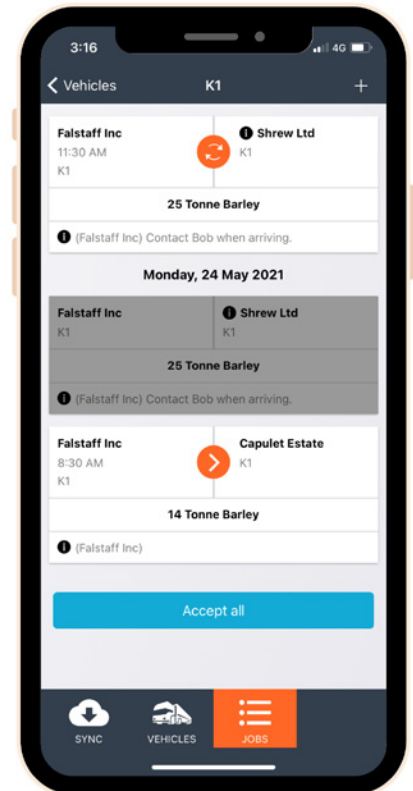 3:16
4G
Vehicles
K1
+
Falstaff Inc
11:30 AM
K1
Shrew Ltd
K1
25 Tonne Barley
(Falstaff Inc) Contact Bob when arriving.
Monday, 24 May 2021
Falstaff Inc
K1
Shrew Ltd
K1
25 Tonne Barley
(Falstaff Inc) Contact Bob when arriving.
Falstaff Inc
8:30 AM
K1
Capulet Estate
K1
14 Tonne Barley
(Falstaff Inc)
Accept all
SYNC
VEHICLES
JOBS